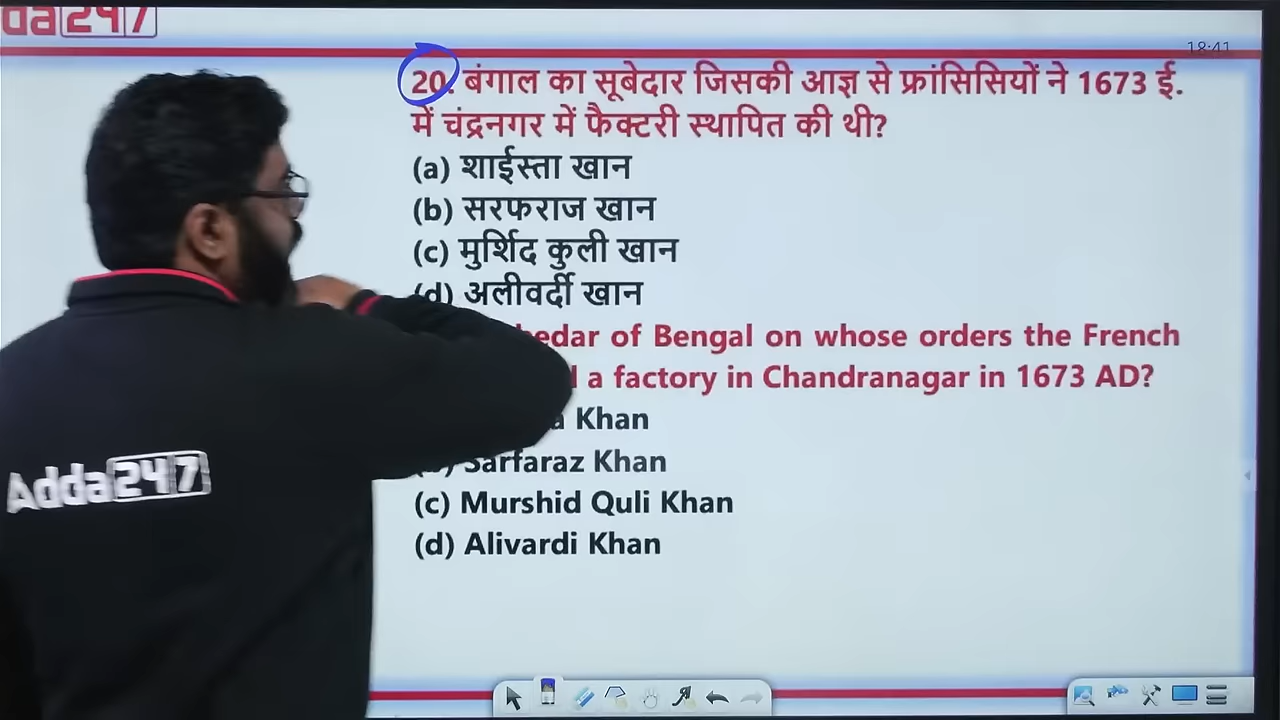 da247
18:41
20. बंगाल का सूबेदार जिसकी आज्ञ से फ्रांसिसियों ने 1673 ई.
में चंद्रनगर में फैक्टरी स्थापित की थी?
(a) शाईस्ता खान
(b) सरफराज खान
(c) मुर्शिद कुली खान
(d) अलीवर्दी खान
of Bengal on whose orders the French
a factory in Chandranagar in 1673 AD?
Khan
(b) Sarfaraz Khan
(c) Murshid Quli Khan
(d) Alivardi Khan
Adda247